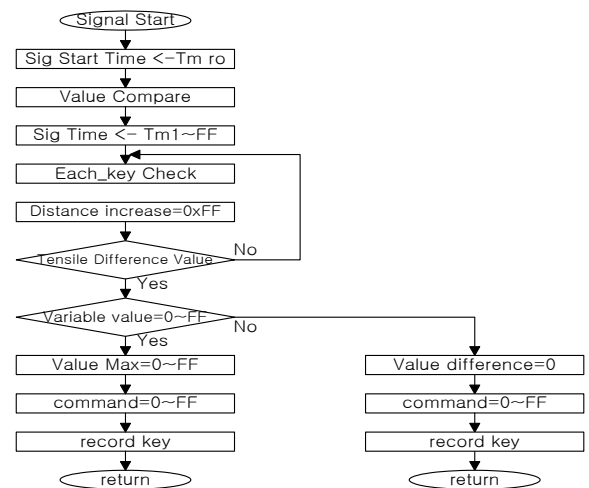 Signal Start
Sig Start Time <-Tm ro
Value Compare
Sig Time <- Tm1~FF
Each_key Check
Distance increase=0xFF
Tensile Difference Value
No
Yes
Variable value=0~FF
No
Yes
Value Max=0~FF
Value difference=0
command=0~FF
command=0~FF
record key
record key
return
return